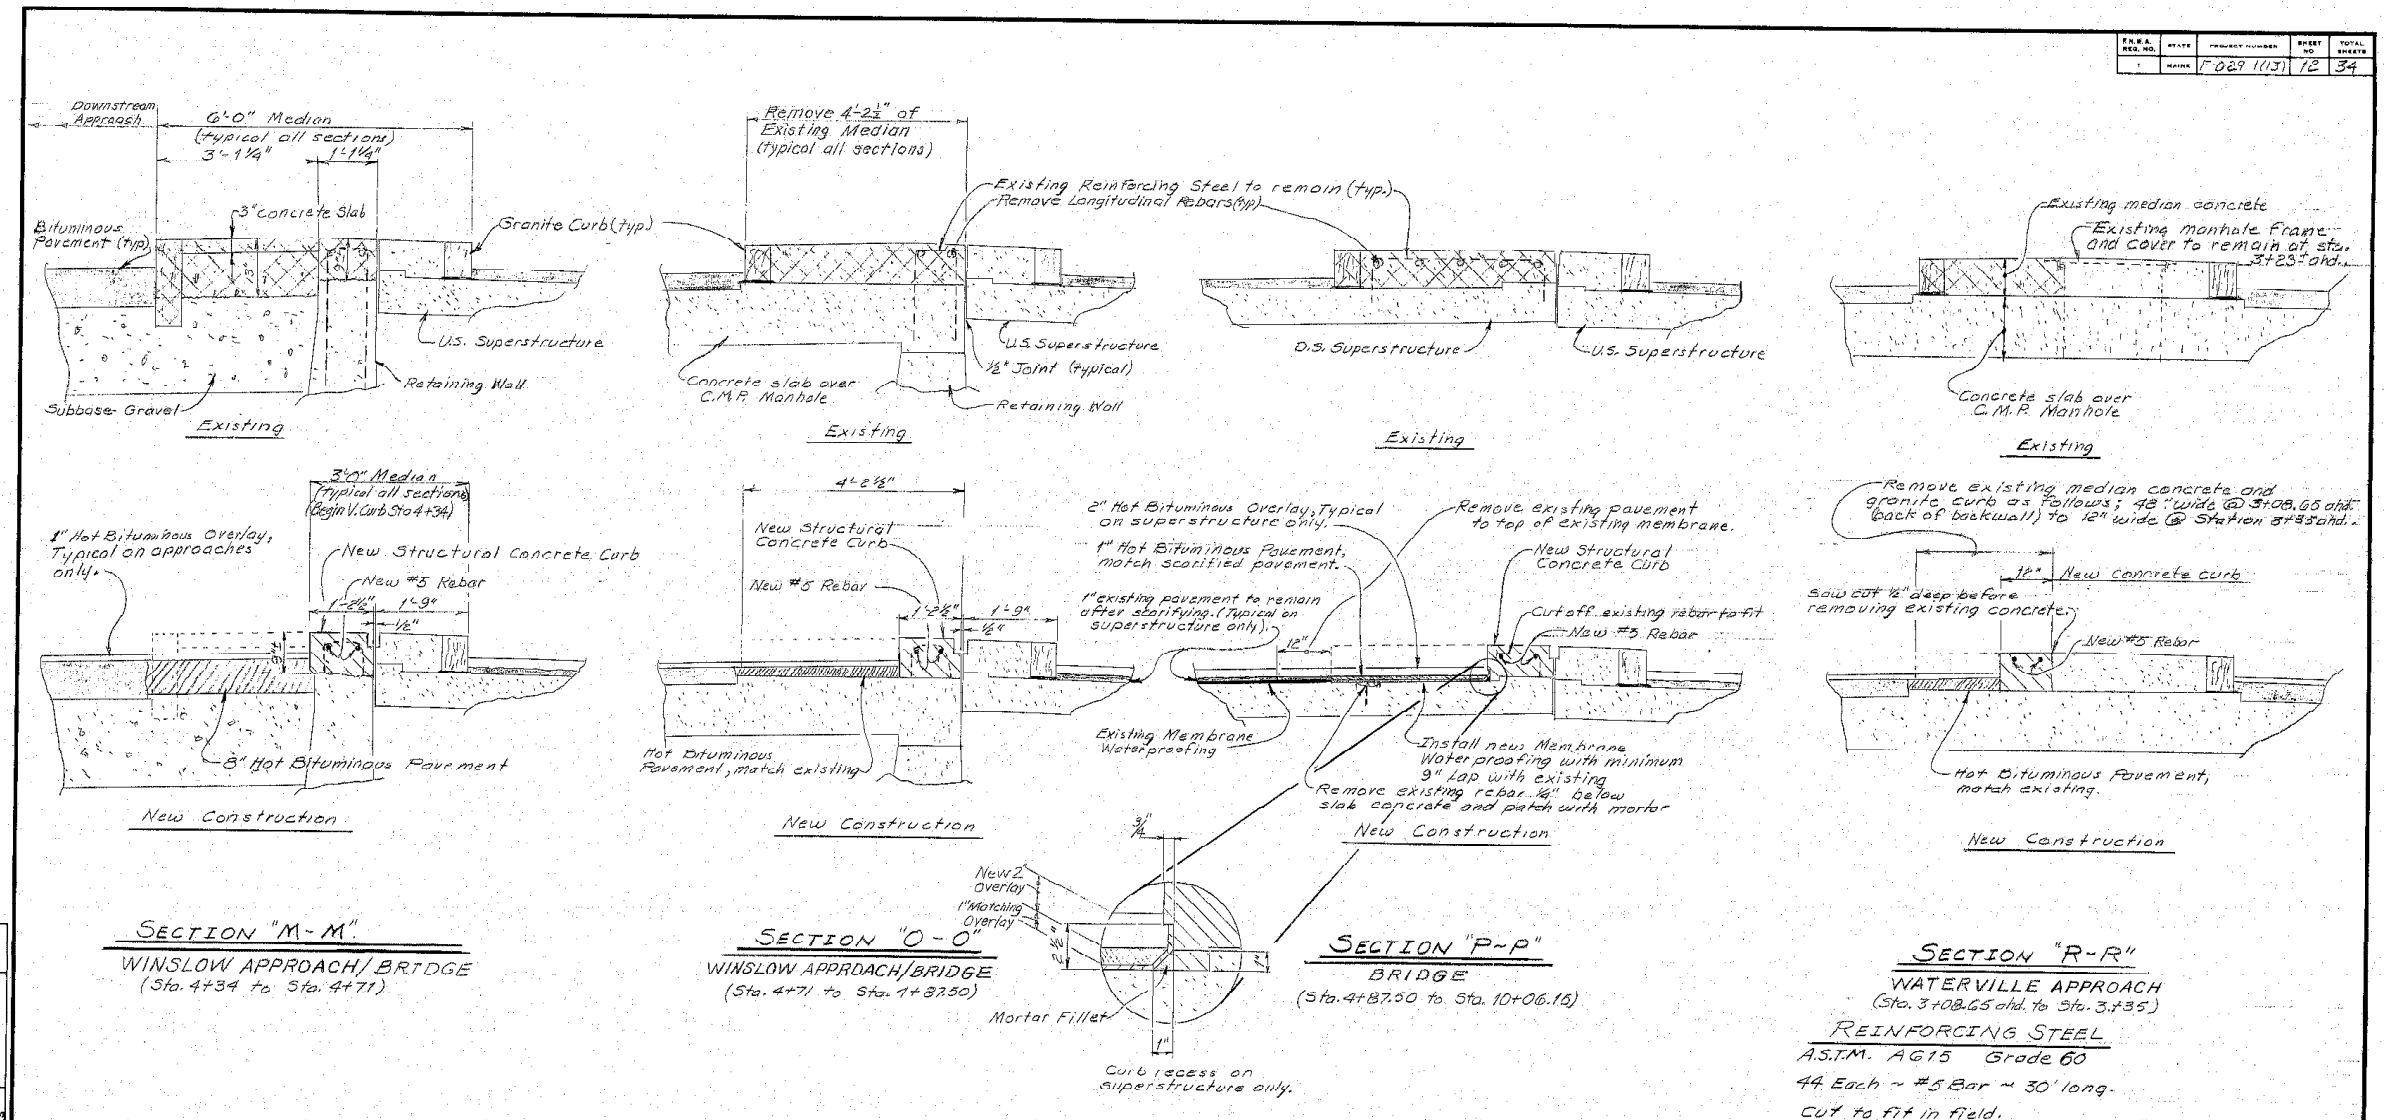 F.H.W.A. REG. NO.
STATE
PROJECT NUMBER
SHEET NO
TOTAL SHEETS
1
MAINE
F-029 1(13)
12
34
Downstream
Approach
6'-0" Median
(typical all sections)
3'-1 1/4"
1'-1 1/4"
3" Concrete Slab
Bituminous
Pavement (typ)
Granite Curb (typ)
U.S. Superstructure
Retaining Wall
Subbase Gravel
Existing
Remove 4'-2 1/2" of
Existing Median
(typical all sections)
Existing Reinforcing Steel to remain (typ.)
Remove Longitudinal Rebars (typ)
U.S. Superstructure
1/2" Joint (typical)
Concrete slab over
C.M.P. Manhole
Retaining Wall
Existing
D.S. Superstructure
U.S. Superstructure
Existing
Existing median concrete
Existing manhole Frame
and cover to remain at sta.
3+23± ahd.
Concrete slab over
C.M.P. Manhole
Existing
3'-0" Median
(typical all sections)
(Begin V. Curb Sta 4+34)
1" Hot Bituminous Overlay,
Typical on approaches
only.
New Structural Concrete Curb
New #5 Rebar
1'-2 1/2"
1'-9"
1/2"
8" Hot Bituminous Pavement
New Construction
4'-2 1/2"
New Structural
Concrete Curb
New #5 Rebar
1'-2 1/2"
1'-9"
1/2"
Hot Bituminous
Pavement, match existing
New Construction
2" Hot Bituminous Overlay, Typical
on superstructure only.
1" Hot Bituminous Pavement,
match scarified pavement.
1" existing pavement to remain
after scarifying. (Typical on
superstructure only).
12"
Remove existing pavement
to top of existing membrane.
New Structural
Concrete Curb
Cut off existing rebar to fit
New #5 Rebar
Existing Membrane
Waterproofing
Install new Membrane
Waterproofing with minimum
9" Lap with existing
Remove existing rebar 1/4" below
slab concrete and patch with mortar
New Construction
Remove existing median concrete and
granite curb as follows; 48" wide @ 3+08.65 ahd.
(back of backwall) to 12" wide @ Station 3+35 ahd.
12"
New concrete curb
Saw cut 1/2" deep before
removing existing concrete.
New #5 Rebar
Hot Bituminous Pavement,
match existing.
New Construction
3/4"
New 2"
Overlay
1" Matching
Overlay
2 1/2"
Mortar Fillet
1"
Curb recess on
superstructure only.
SECTION "M-M"
WINSLOW APPROACH/BRIDGE
(Sta. 4+34 to Sta. 4+71)
SECTION "O-O"
WINSLOW APPROACH/BRIDGE
(Sta. 4+71 to Sta. 4+87.50)
SECTION "P-P"
BRIDGE
(Sta. 4+87.50 to Sta. 10+06.15)
SECTION "R-R"
WATERVILLE APPROACH
(Sta. 3+08.65 ahd. to Sta. 3+35)
REINFORCING STEEL
A.S.T.M. A615 Grade 60
44 Each ~ #5 Bar ~ 30' long.
Cut to fit in field.